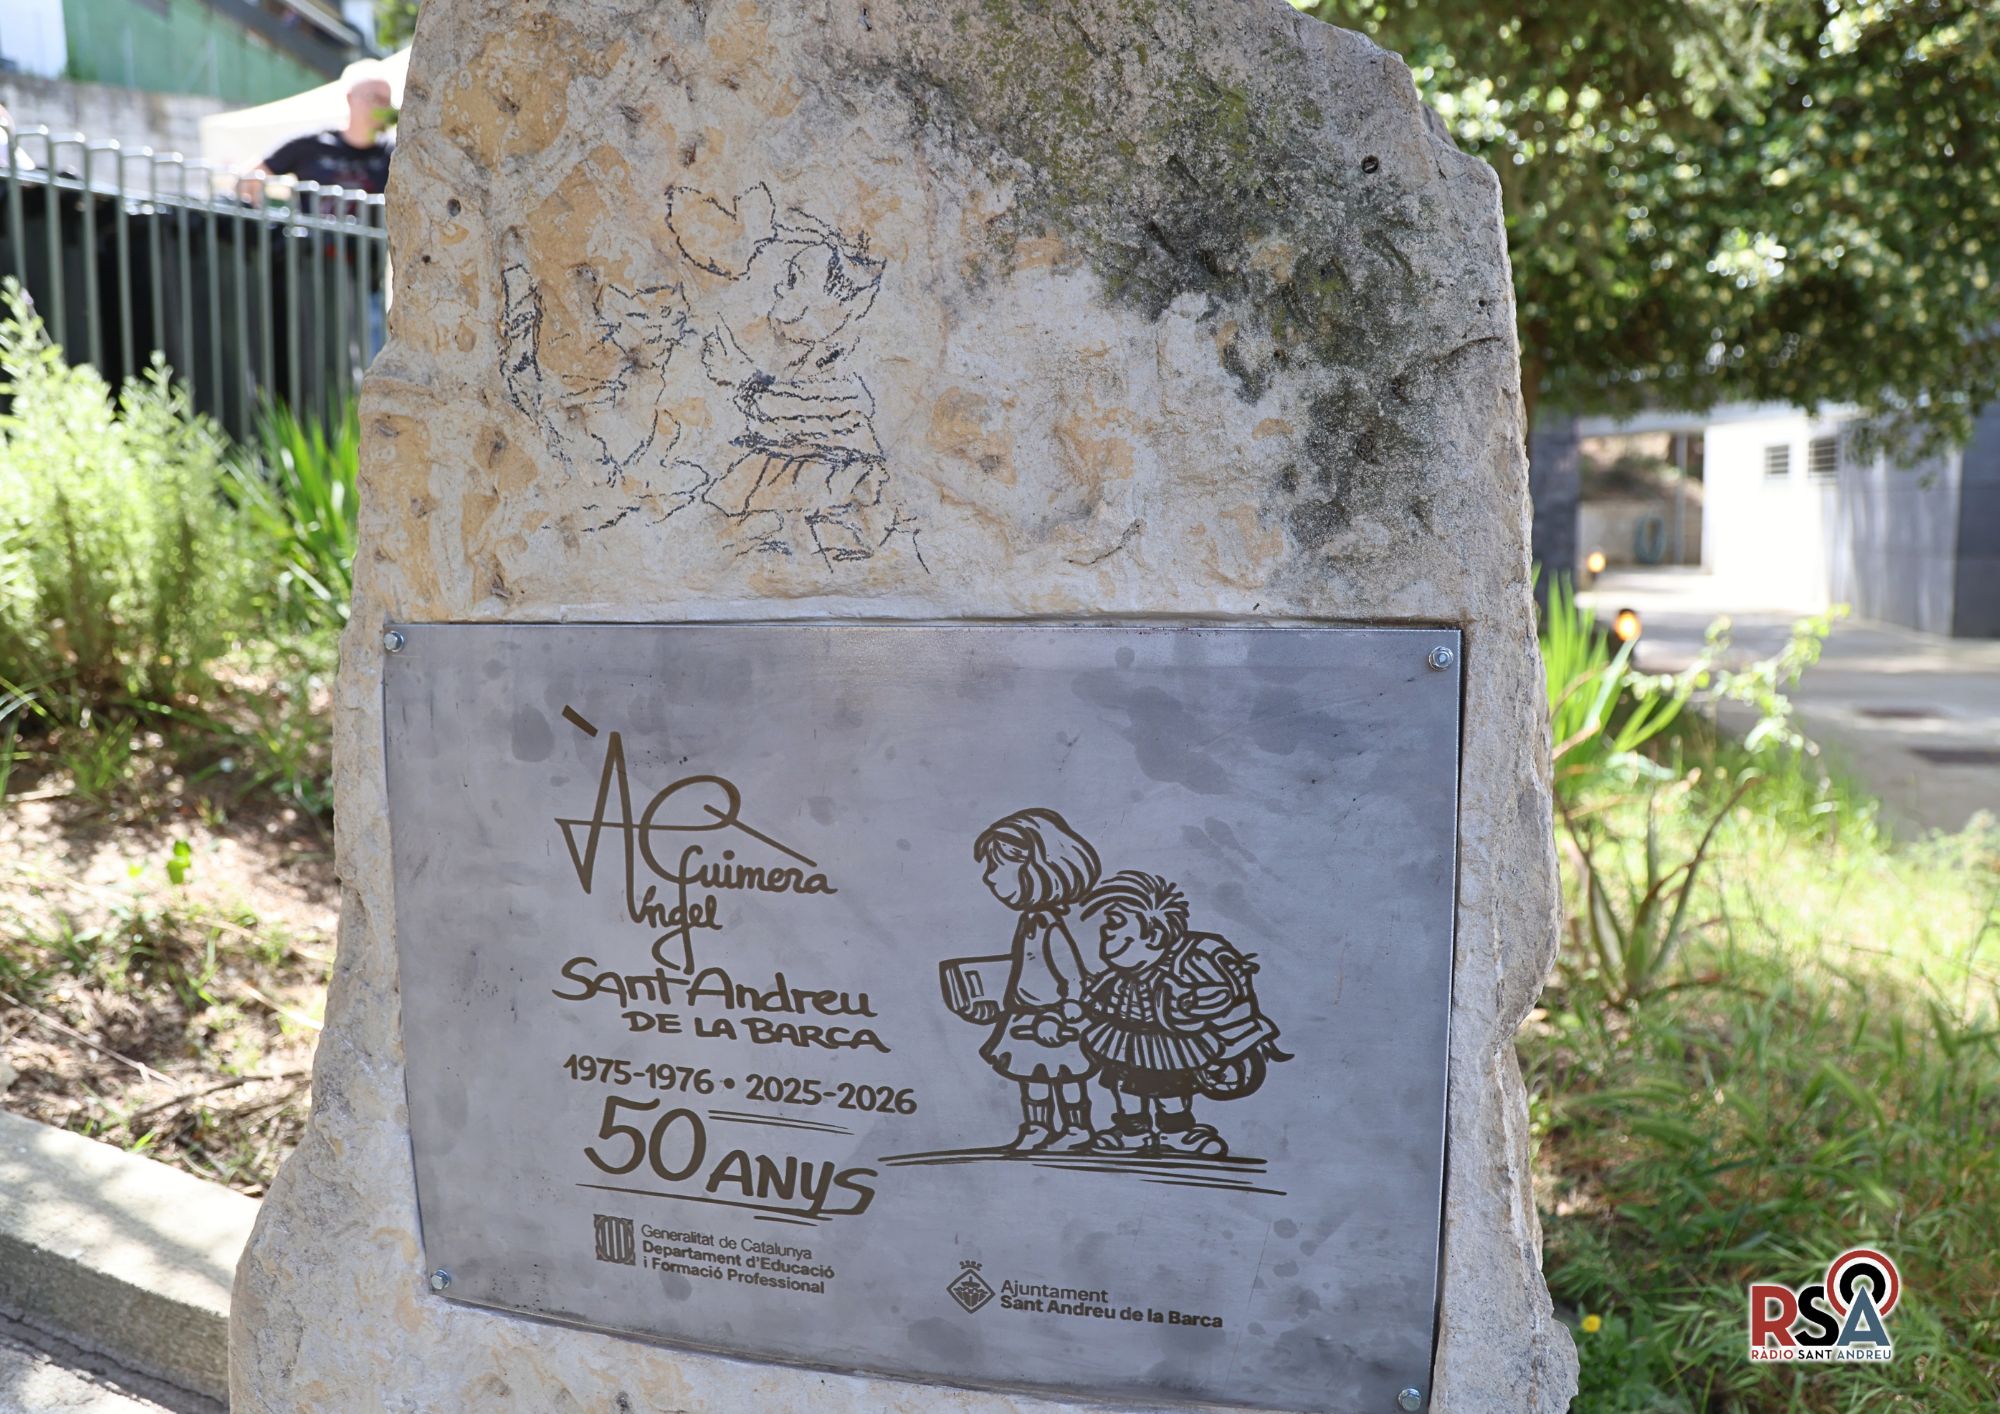 Àngel Guimerà
Sant Andreu
DE LA BARCA
1975-1976 • 2025-2026
50 ANYS
Generalitat de Catalunya
Departament d'Educació
i Formació Professional
Ajuntament
Sant Andreu de la Barca
RSA
RÀDIO SANT ANDREU